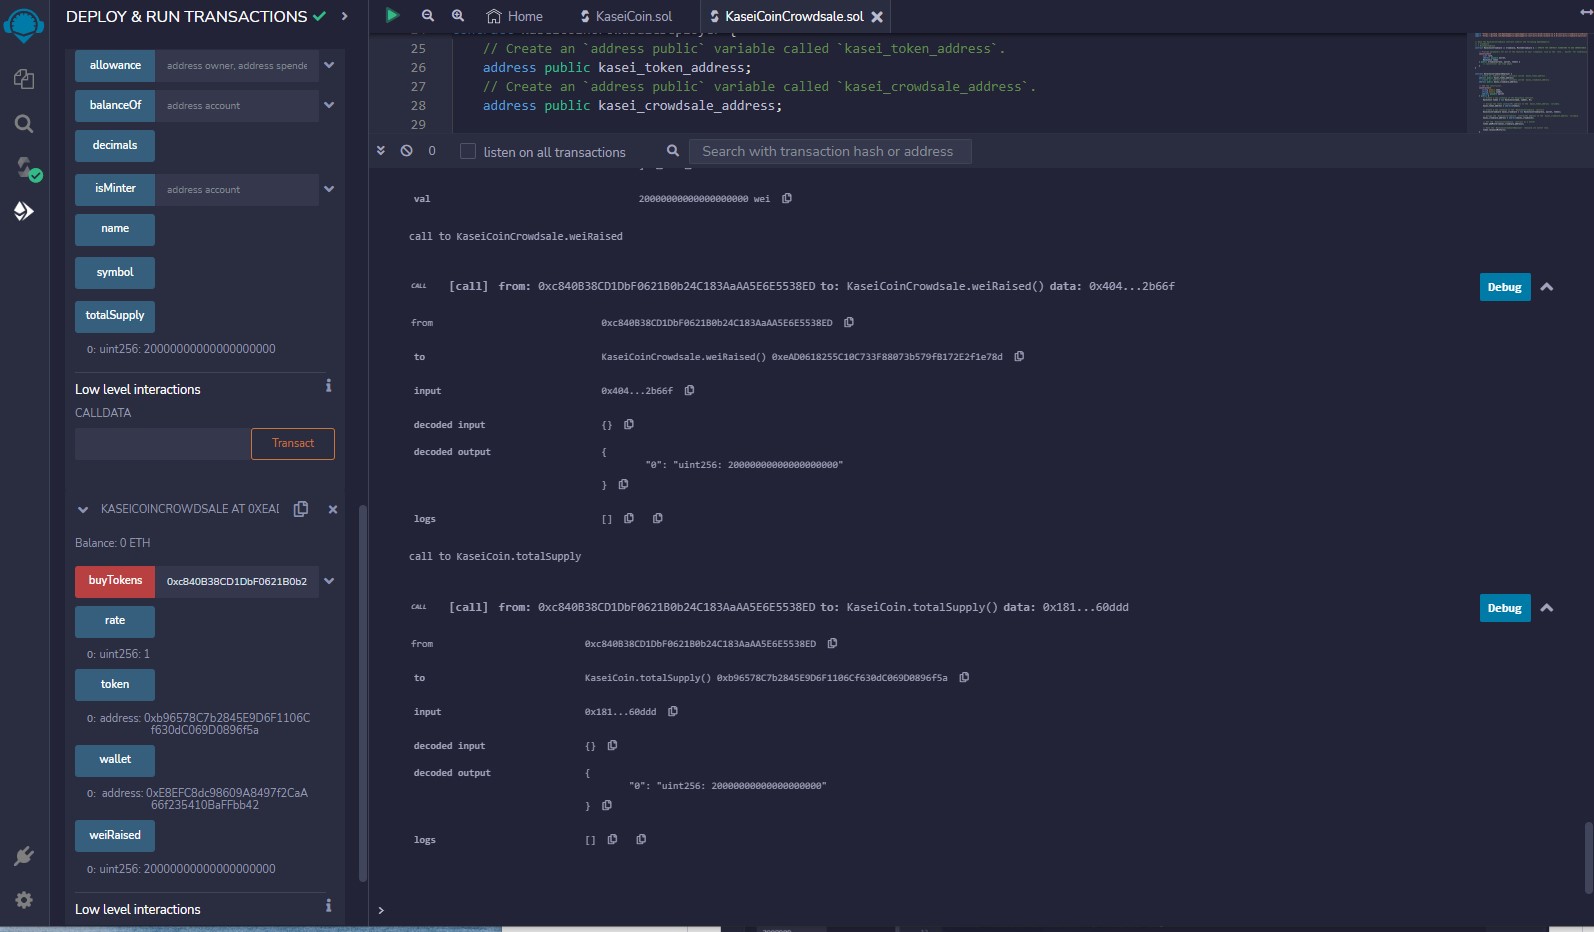 DEPLOY & RUN TRANSACTIONS
Home
KaseiCoin.sol
KaseiCoinCrowdsale.sol
allowance address owner, address spende
balanceOf address account
decimals
isMinter address account
name
symbol
totalSupply
0: uint256: 20000000000000000000
Low level interactions
CALLDATA
Transact
KASEICOINCROWDSALE AT 0XEA
Balance: 0 ETH
buyTokens 0xc840B38CD1DbF0621B0b2
rate
0: uint256: 1
token
0: address: 0xb96578C7b2845E9D6F1106C
f630dC069D0896f5a
wallet
0: address: 0xE8EFC8dc98609A8497f2CaA
66f235410BaFFbb42
weiRaised
0: uint256: 20000000000000000000
Low level interactions
25 // Create an `address public` variable called `kasei_token_address`.
26 address public kasei_token_address;
27 // Create an `address public` variable called `kasei_crowdsale_address`.
28 address public kasei_crowdsale_address;
29
0 listen on all transactions Search with transaction hash or address
val 20000000000000000000 wei
call to KaseiCoinCrowdsale.weiRaised
CALL [call] from: 0xc840B38CD1DbF0621B0b24C183AaAA5E6E5538ED to: KaseiCoinCrowdsale.weiRaised() data: 0x404...2b66f Debug
from 0xc840B38CD1DbF0621B0b24C183AaAA5E6E5538ED
to KaseiCoinCrowdsale.weiRaised() 0xeAD0618255C10C733F88073b579fB172E2f1e78d
input 0x404...2b66f
decoded input {}
decoded output {
"0": "uint256: 20000000000000000000"
}
logs []
call to KaseiCoin.totalSupply
CALL [call] from: 0xc840B38CD1DbF0621B0b24C183AaAA5E6E5538ED to: KaseiCoin.totalSupply() data: 0x181...60ddd Debug
from 0xc840B38CD1DbF0621B0b24C183AaAA5E6E5538ED
to KaseiCoin.totalSupply() 0xb96578C7b2845E9D6F1106Cf630dC069D0896f5a
input 0x181...60ddd
decoded input {}
decoded output {
"0": "uint256: 20000000000000000000"
}
logs []
>